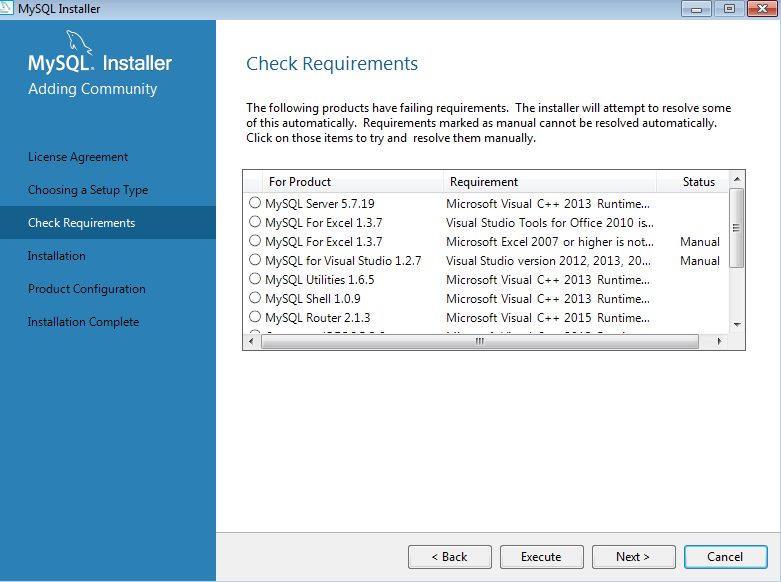 MySQL Installer
MySQL. Installer
Adding Community
License Agreement
Choosing a Setup Type
Check Requirements
Installation
Product Configuration
Installation Complete
Check Requirements
The following products have failing requirements. The installer will attempt to resolve some
of this automatically. Requirements marked as manual cannot be resolved automatically.
Click on those items to try and resolve them manually.
For Product Requirement Status
MySQL Server 5.7.19 Microsoft Visual C++ 2013 Runtime...
MySQL For Excel 1.3.7 Visual Studio Tools for Office 2010 is...
MySQL For Excel 1.3.7 Microsoft Excel 2007 or higher is not... Manual
MySQL for Visual Studio 1.2.7 Visual Studio version 2012, 2013, 20... Manual
MySQL Utilities 1.6.5 Microsoft Visual C++ 2013 Runtime...
MySQL Shell 1.0.9 Microsoft Visual C++ 2013 Runtime...
MySQL Router 2.1.3 Microsoft Visual C++ 2015 Runtime...
< Back Execute Next > Cancel